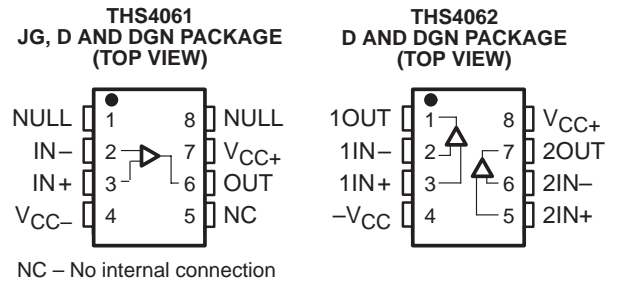 THS4061
JG, D AND DGN PACKAGE
(TOP VIEW)
NULL 1 8 NULL
IN– 2 7 VCC+
IN+ 3 6 OUT
VCC– 4 5 NC
NC – No internal connection
THS4062
D AND DGN PACKAGE
(TOP VIEW)
1OUT 1 8 VCC+
1IN– 2 7 2OUT
1IN+ 3 6 2IN–
–VCC 4 5 2IN+